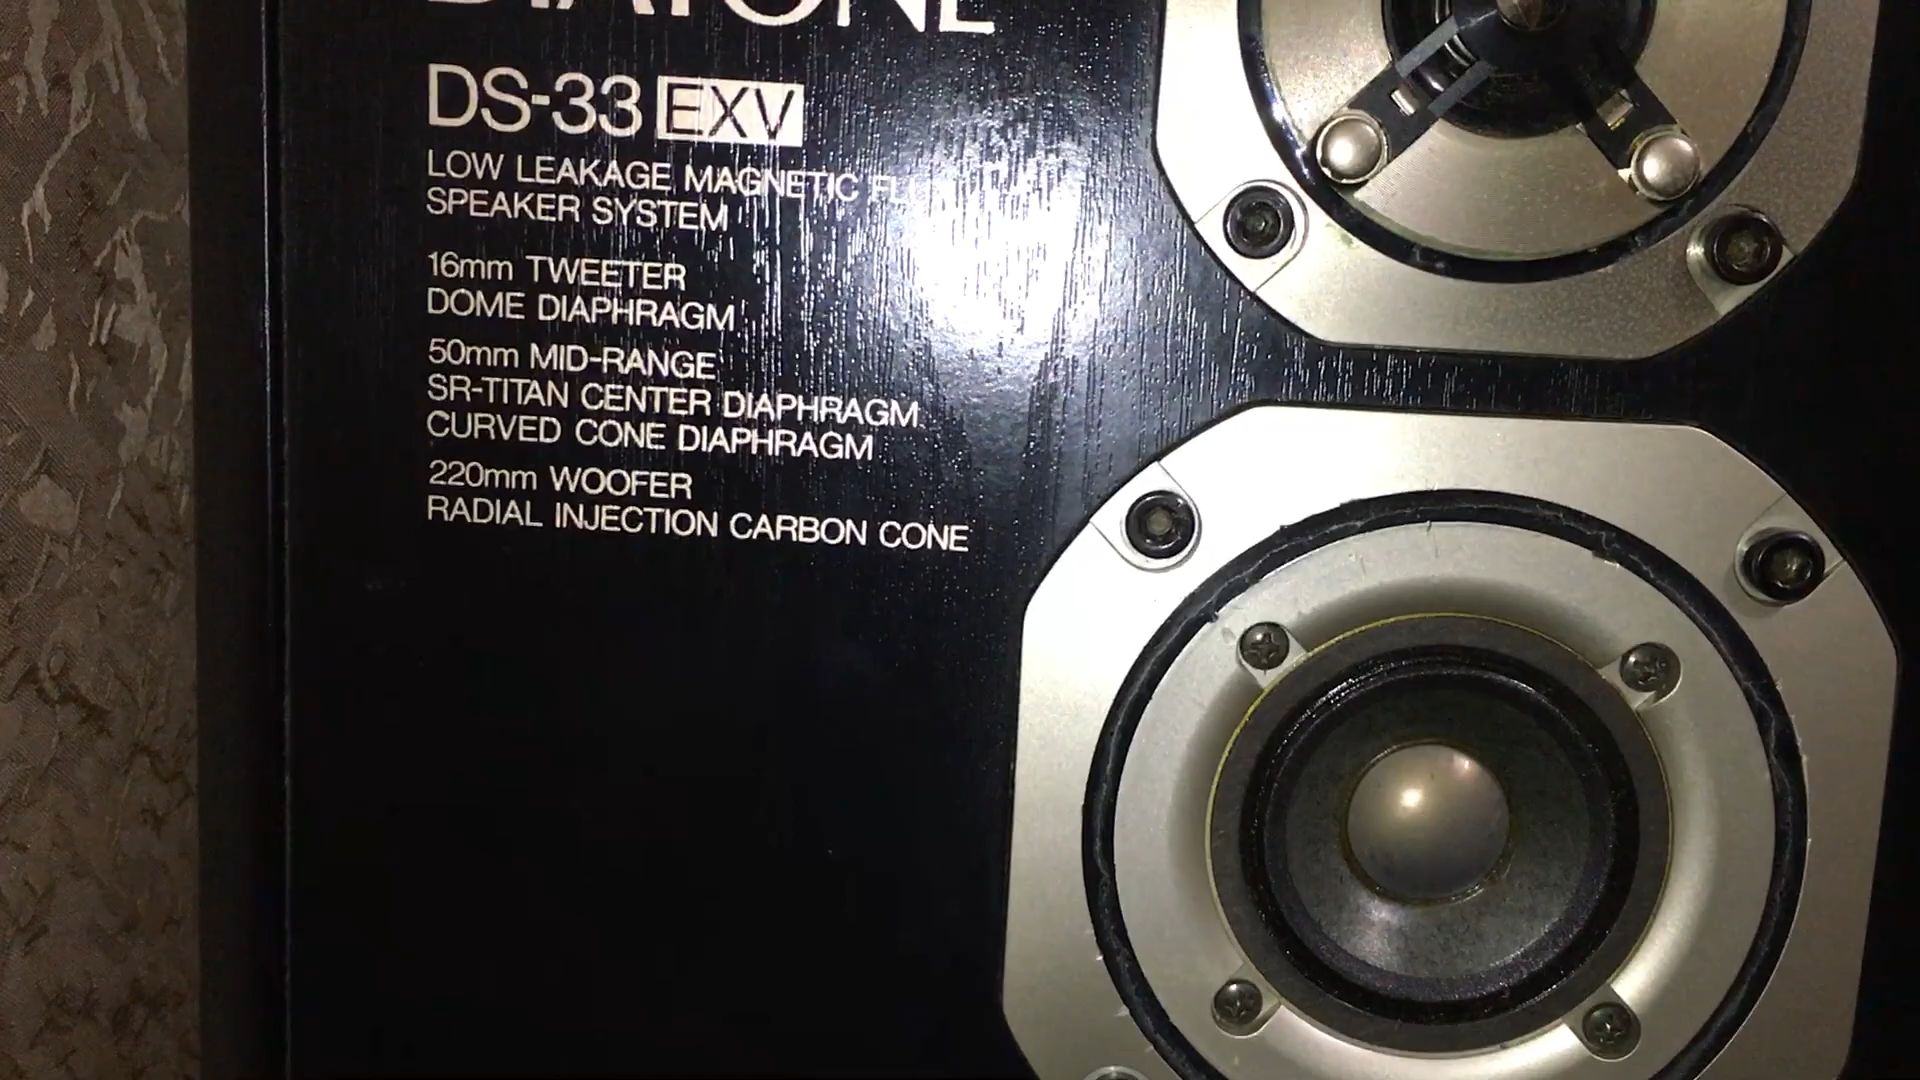 DIATONE
DS-33 EXV
LOW LEAKAGE MAGNETIC
SPEAKER SYSTEM
16mm TWEETER
DOME DIAPHRAGM
50mm MID-RANGE
SR-TITAN CENTER DIAPHRAGM
CURVED CONE DIAPHRAGM
220mm WOOFER
RADIAL INJECTION CARBON CONE